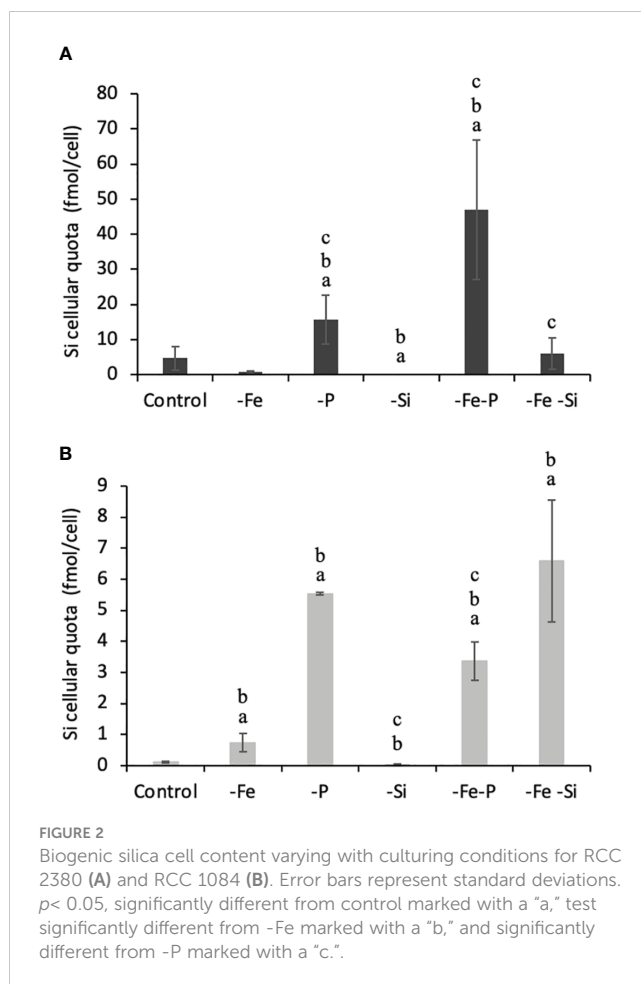 A
c
b
a
c
b
a
b
a
c
80
70
60
50
40
30
20
10
0
Si cellular quota (fmol/cell)
Control -Fe -P -Si -Fe-P -Fe -Si
B
b
a
b
a
c
b
c
b
a
b
a
9
8
7
6
5
4
3
2
1
0
Si cellular quota (fmol/cell)
Control -Fe -P -Si -Fe-P -Fe -Si
FIGURE 2
Biogenic silica cell content varying with culturing conditions for RCC
2380 (A) and RCC 1084 (B). Error bars represent standard deviations.
p< 0.05, significantly different from control marked with a “a,” test
significantly different from -Fe marked with a “b,” and significantly
different from -P marked with a “c.”.